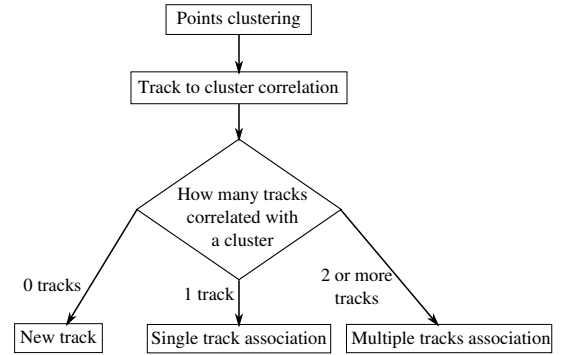 Points clustering
Track to cluster correlation
How many tracks
correlated with
a cluster
0 tracks
1 track
2 or more
tracks
New track
Single track association
Multiple tracks association